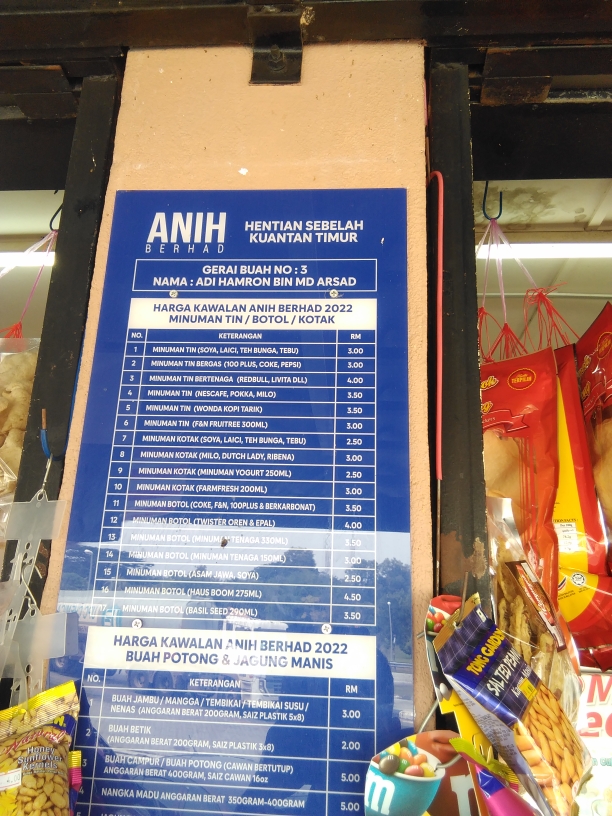 ANIH
BERHAD
HENTIAN SEBELAH
KUANTAN TIMUR
GERAI BUAH NO : 3
NAMA : ADI HAMRON BIN MD ARSAD
HARGA KAWALAN ANIH BERHAD 2022
MINUMAN TIN / BOTOL / KOTAK
NO. KETERANGAN RM
1 MINUMAN TIN (SOYA, LAICI, TEH BUNGA, TEBU) 3.00
2 MINUMAN TIN BERGAS (100 PLUS, COKE, PEPSI) 3.00
3 MINUMAN TIN BERTENAGA (REDBULL, LIVITA DLL) 4.00
4 MINUMAN TIN (NESCAFE, POKKA, MILO) 3.50
5 MINUMAN TIN (WONDA KOPI TARIK) 3.50
6 MINUMAN TIN (F&N FRUITREE 300ML) 3.00
7 MINUMAN KOTAK (SOYA, LAICI, TEH BUNGA, TEBU) 2.50
8 MINUMAN KOTAK (MILO, DUTCH LADY, RIBENA) 3.00
9 MINUMAN KOTAK (MINUMAN YOGURT 250ML) 2.50
10 MINUMAN KOTAK (FARMFRESH 200ML) 3.00
11 MINUMAN BOTOL (COKE, F&N, 100PLUS & BERKARBONAT) 3.50
12 MINUMAN BOTOL (TWISTER OREN & EPAL) 4.00
13 MINUMAN BOTOL (MINUMAN TENAGA 330ML) 3.50
14 MINUMAN BOTOL (MINUMAN TENAGA 150ML) 3.00
15 MINUMAN BOTOL (ASAM JAWA, SOYA) 2.50
16 MINUMAN BOTOL (HAUS BOOM 275ML) 4.50
17 MINUMAN BOTOL (BASIL SEED 290ML) 3.50
HARGA KAWALAN ANIH BERHAD 2022
BUAH POTONG & JAGUNG MANIS
NO. KETERANGAN RM
1 BUAH JAMBU / MANGGA / TEMBIKAI / TEMBIKAI SUSU /
NENAS (ANGGARAN BERAT 200GRAM, SAIZ PLASTIK 5x8) 3.00
2 BUAH BETIK
(ANGGARAN BERAT 200GRAM, SAIZ PLASTIK 3x8) 2.00
3 BUAH CAMPUR / BUAH POTONG (CAWAN BERTUTUP)
ANGGARAN BERAT 400GRAM, SAIZ CAWAN 16oz 5.00
4 NANGKA MADU ANGGARAN BERAT 350GRAM-400GRAM 5.00
Honey
Sunflower
Kernels
TONG GARDEN
SALTED
m